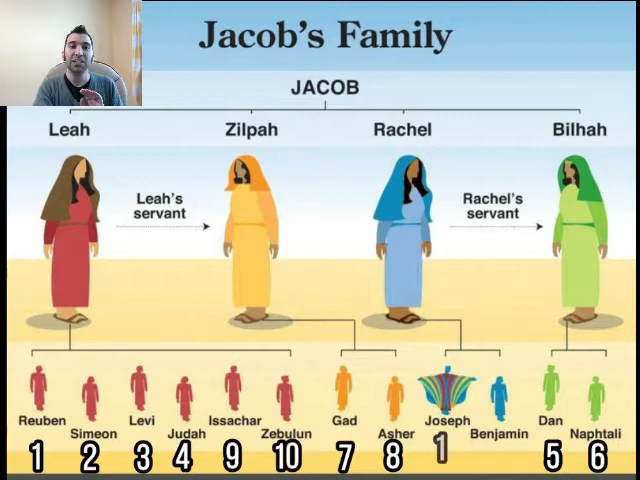 Jacob's Family
JACOB
Leah Zilpah Rachel Bilhah
Leah's
servant
Rachel's
servant
Reuben Levi Issachar Gad Joseph Dan
Simeon Judah Zebulun Asher Benjamin Naphtali
1 2 3 4 9 10 7 8 1 5 6